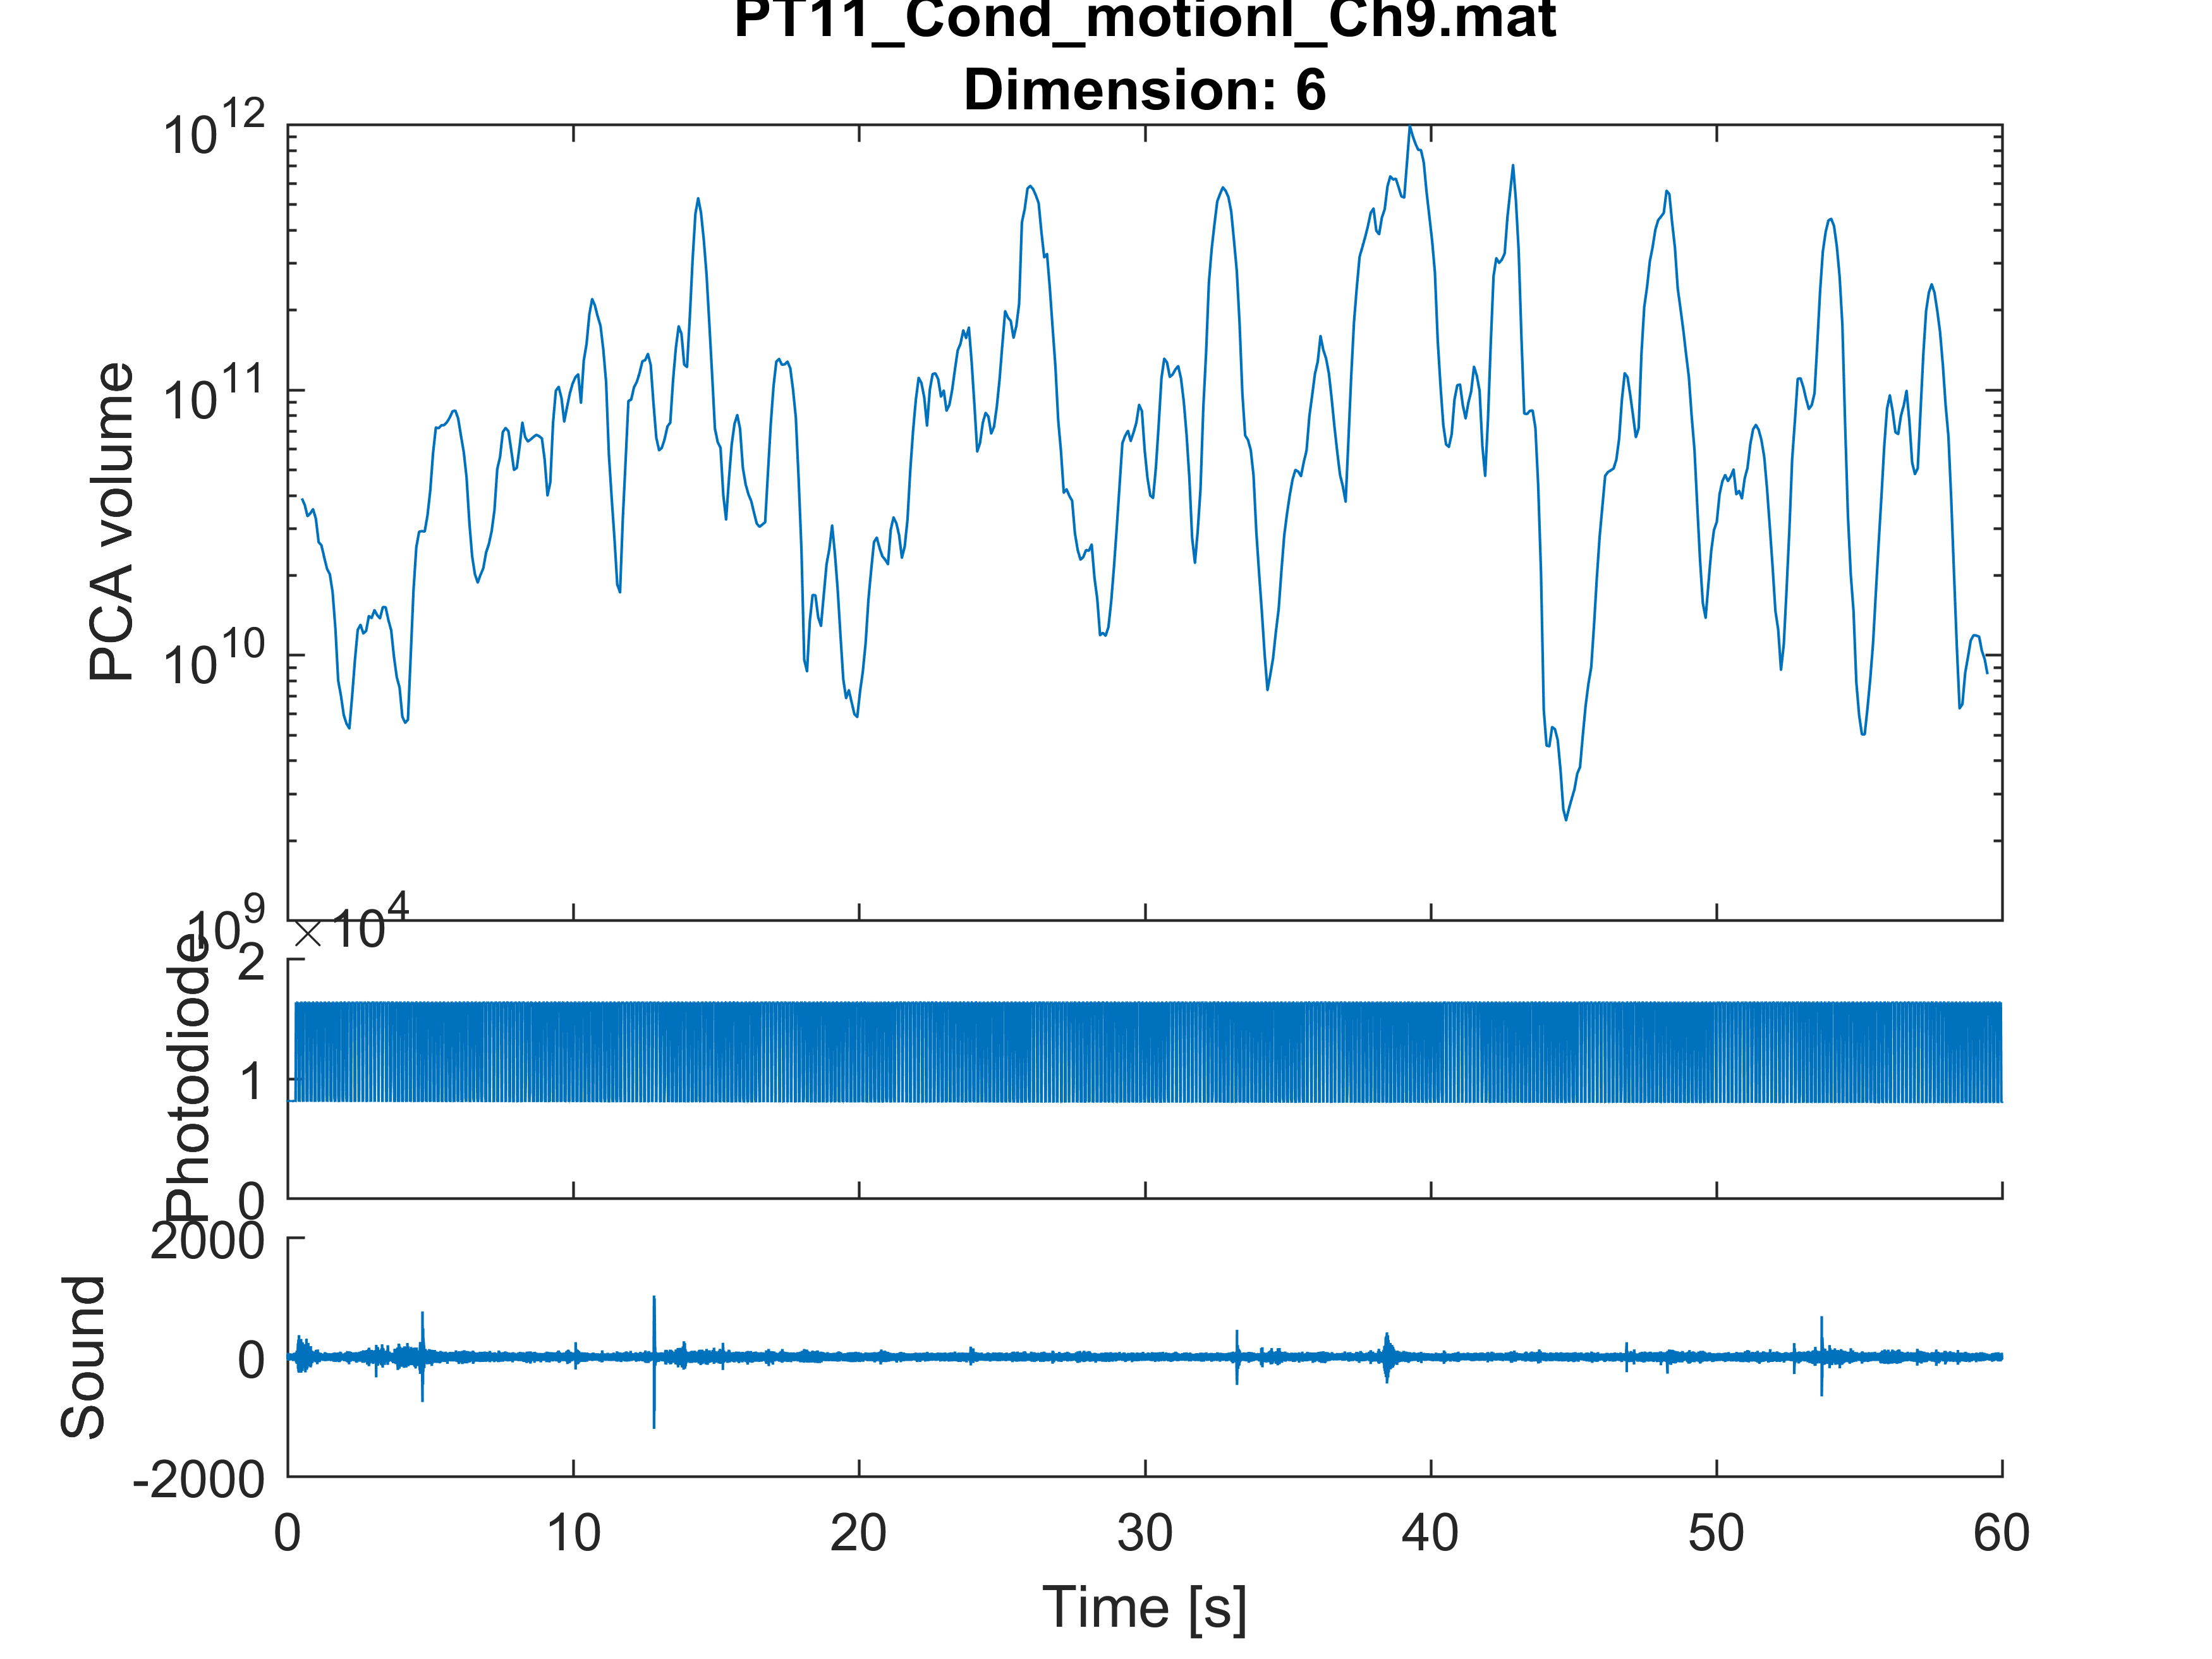 PT11_Cond_motionI_Ch9.mat
Dimension: 6
10^12
10^11
10^10
10^9
PCA volume
× 10^4
2
1
0
Photodiode
2000
0
-2000
Sound
0 10 20 30 40 50 60
Time [s]